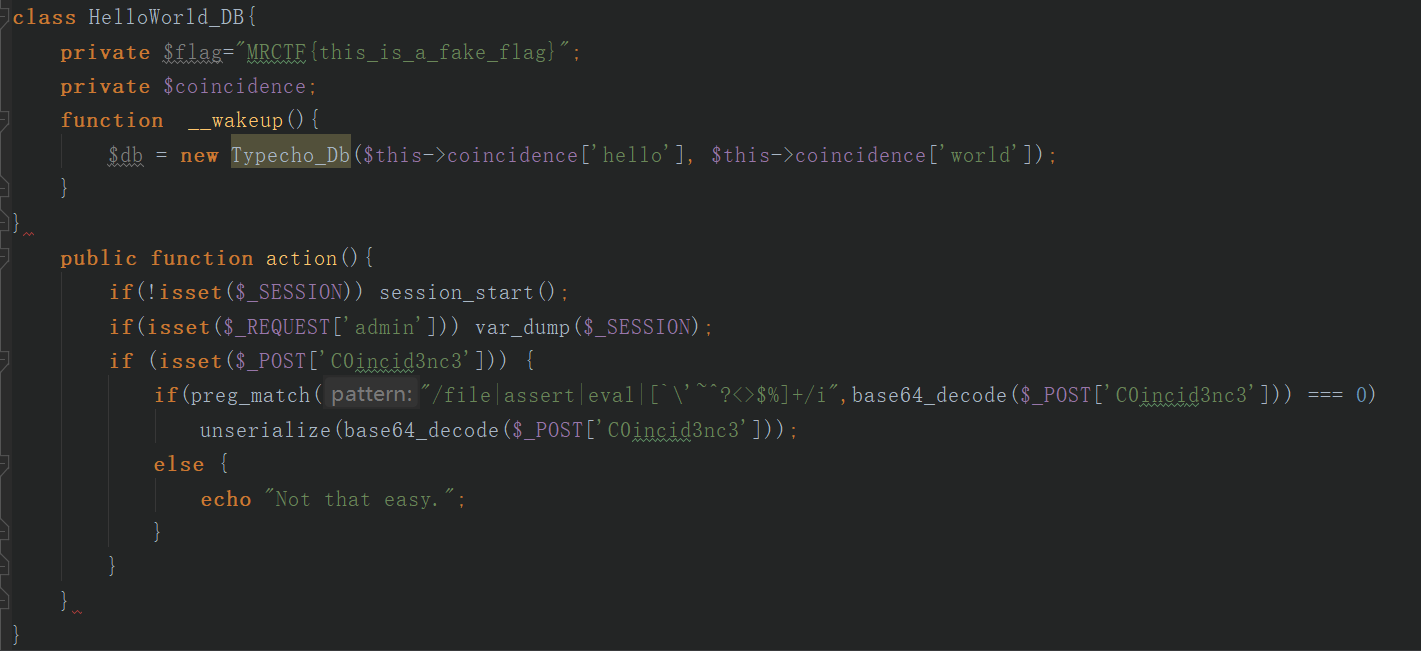 class HelloWorld_DB{
    private $flag="MRCTF{this_is_a_fake_flag}";
    private $coincidence;
    function  __wakeup(){
        $db = new Typecho_Db($this->coincidence['hello'], $this->coincidence['world']);
    }
}
    public function action(){
        if(!isset($_SESSION)) session_start();
        if(isset($_REQUEST['admin'])) var_dump($_SESSION);
        if (isset($_POST['C0incid3nc3'])) {
            if(preg_match( pattern: "/file|assert|eval|[`\'~^?<>$%]+/i",base64_decode($_POST['C0incid3nc3'])) === 0)
                unserialize(base64_decode($_POST['C0incid3nc3']));
            else {
                echo "Not that easy.";
            }
        }
    }
}